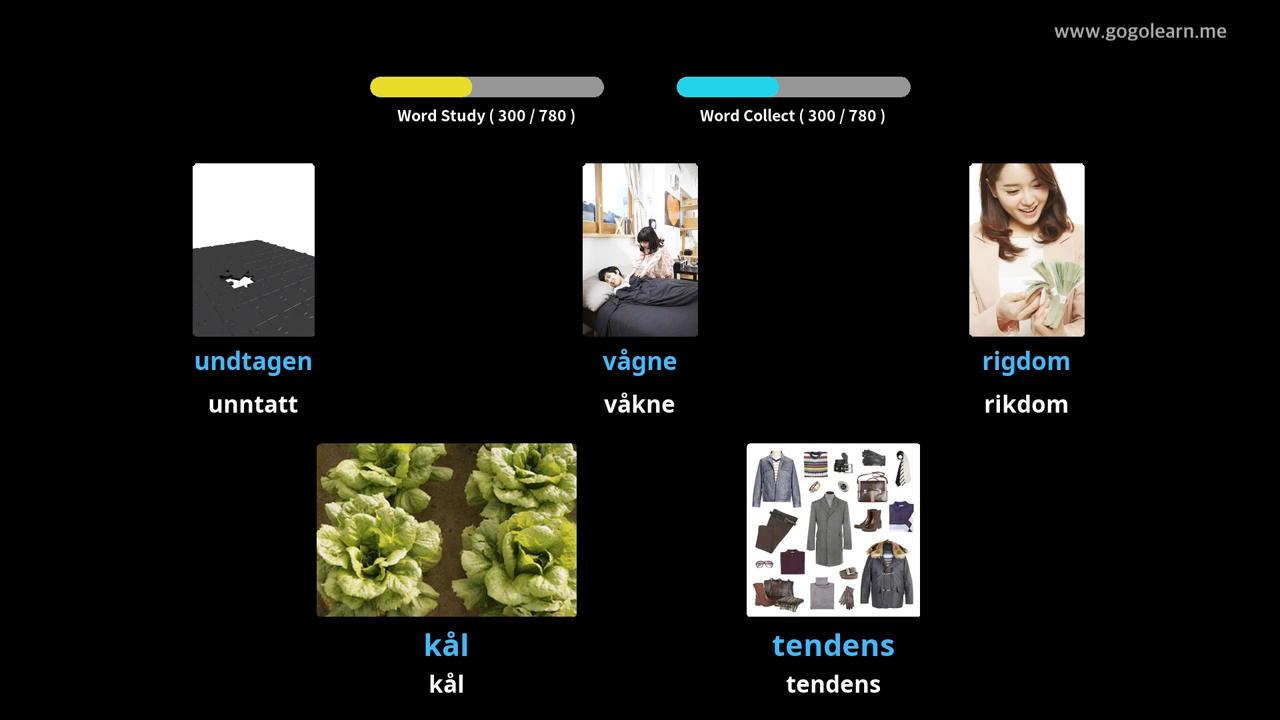 www.gogolearn.me
Word Study ( 300 / 780 )
Word Collect ( 300 / 780 )
undtagen
unntatt
vågne
våkne
rigdom
rikdom
kål
kål
tendens
tendens